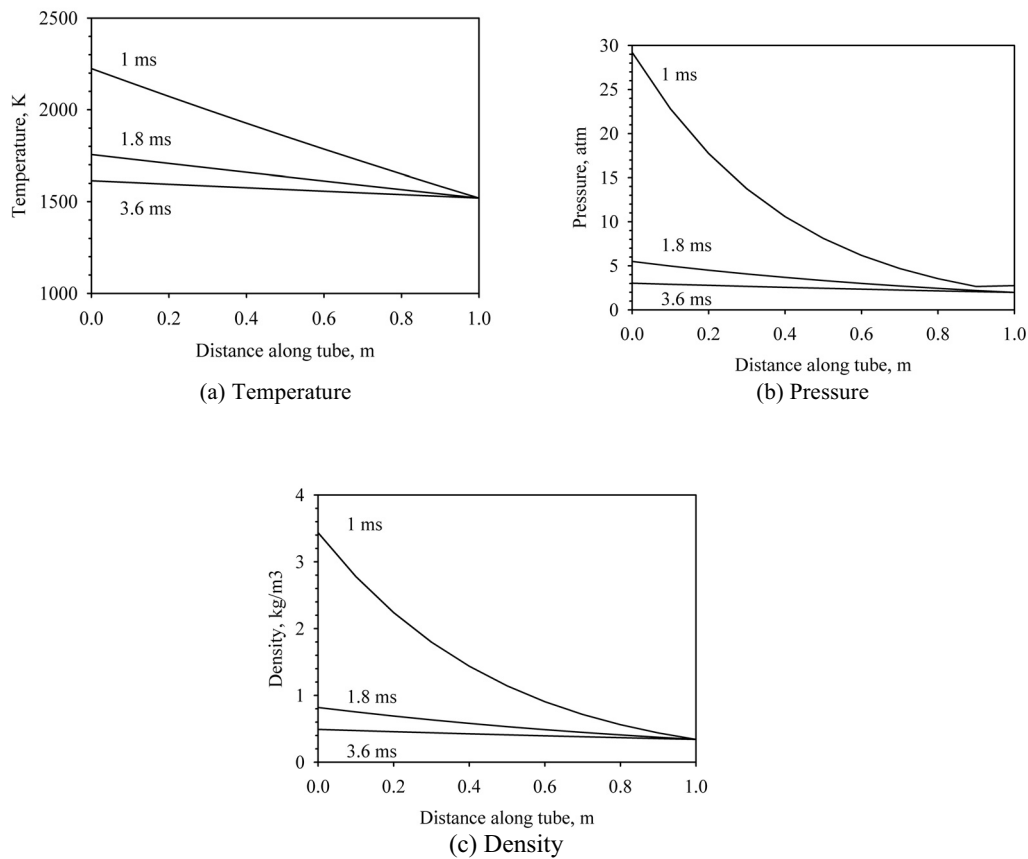 2500
2000
1500
1000
Temperature, K
1 ms
1.8 ms
3.6 ms
0.0 0.2 0.4 0.6 0.8 1.0
Distance along tube, m
(a) Temperature
30
25
20
15
10
5
0
Pressure, atm
1 ms
1.8 ms
3.6 ms
0.0 0.2 0.4 0.6 0.8 1.0
Distance along tube, m
(b) Pressure
4
3
2
1
0
Density, kg/m3
1 ms
1.8 ms
3.6 ms
0.0 0.2 0.4 0.6 0.8 1.0
Distance along tube, m
(c) Density